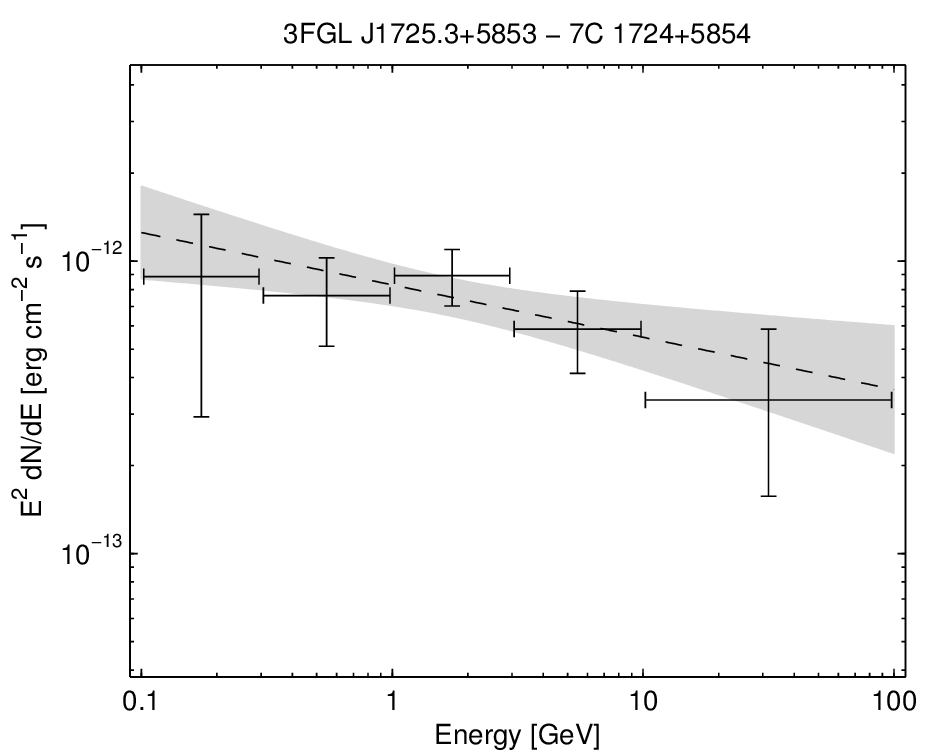 3FGL J1725.3+5853 − 7C 1724+5854
E² dN/dE [erg cm⁻² s⁻¹]
10⁻¹²
10⁻¹³
0.1 1 10 100
Energy [GeV]